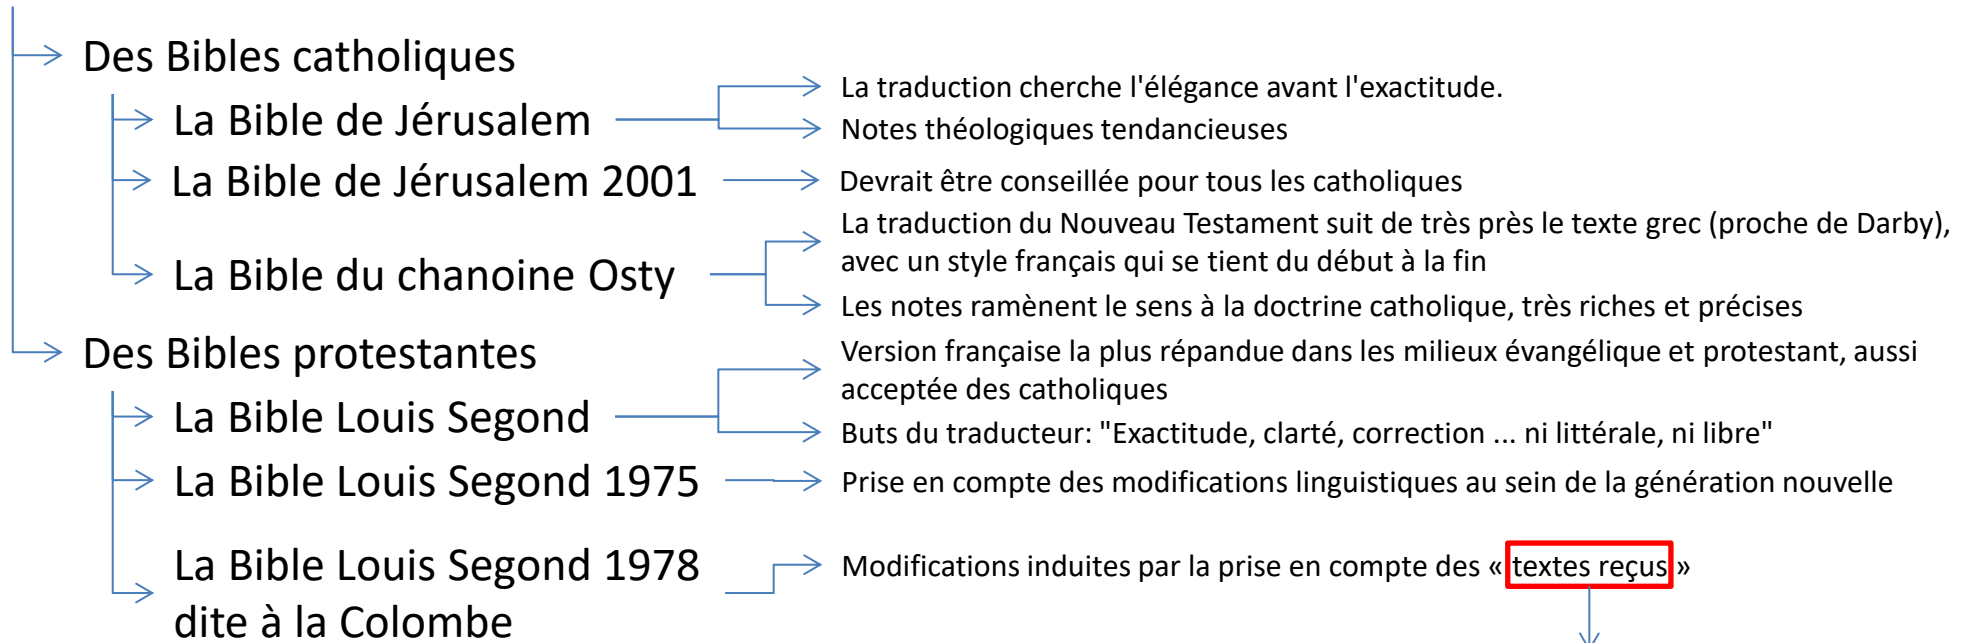 Des Bibles catholiques
La Bible de Jérusalem
La traduction cherche l'élégance avant l'exactitude.
Notes théologiques tendancieuses
La Bible de Jérusalem 2001
Devrait être conseillée pour tous les catholiques
La Bible du chanoine Osty
La traduction du Nouveau Testament suit de très près le texte grec (proche de Darby),
avec un style français qui se tient du début à la fin
Les notes ramènent le sens à la doctrine catholique, très riches et précises
Des Bibles protestantes
La Bible Louis Segond
Version française la plus répandue dans les milieux évangélique et protestant, aussi
acceptée des catholiques
Buts du traducteur: "Exactitude, clarté, correction ... ni littérale, ni libre"
La Bible Louis Segond 1975
Prise en compte des modifications linguistiques au sein de la génération nouvelle
La Bible Louis Segond 1978
dite à la Colombe
Modifications induites par la prise en compte des « textes reçus »